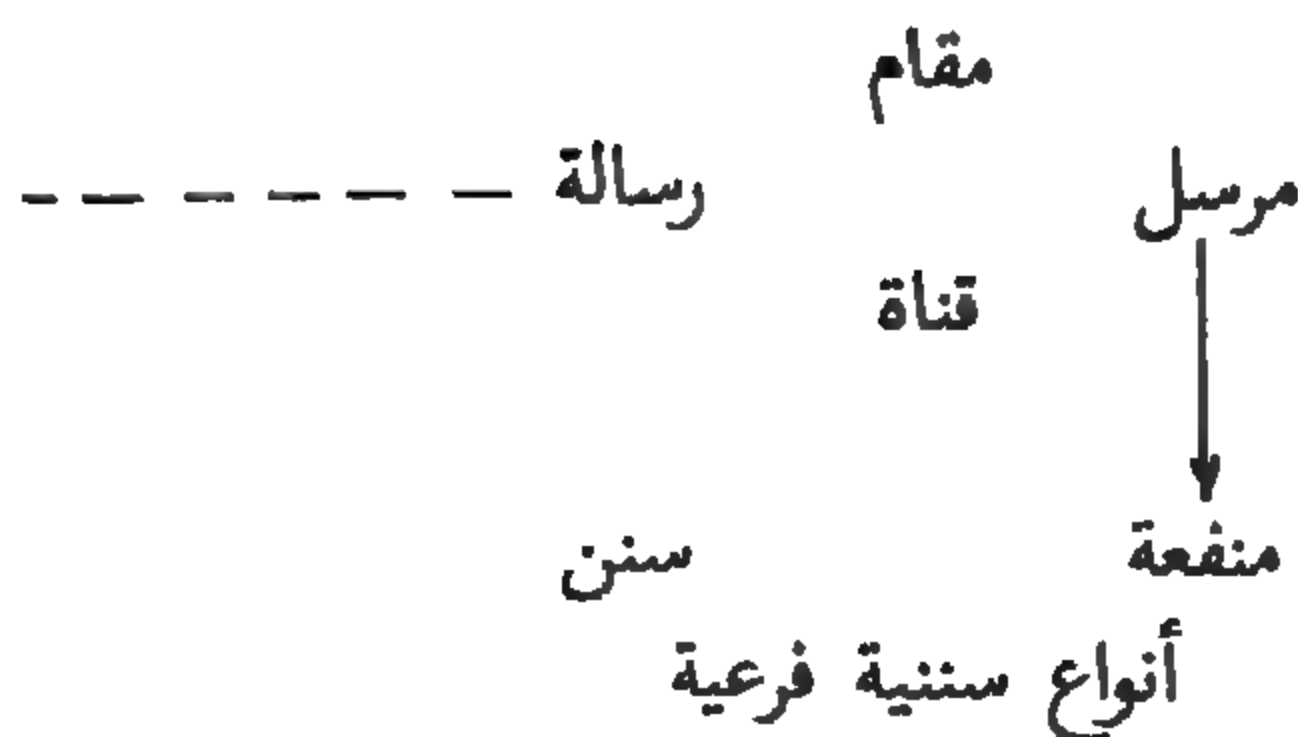 مقام
مرسل رسالة
قناة
منفعة سنن
أنواع سننية فرعية